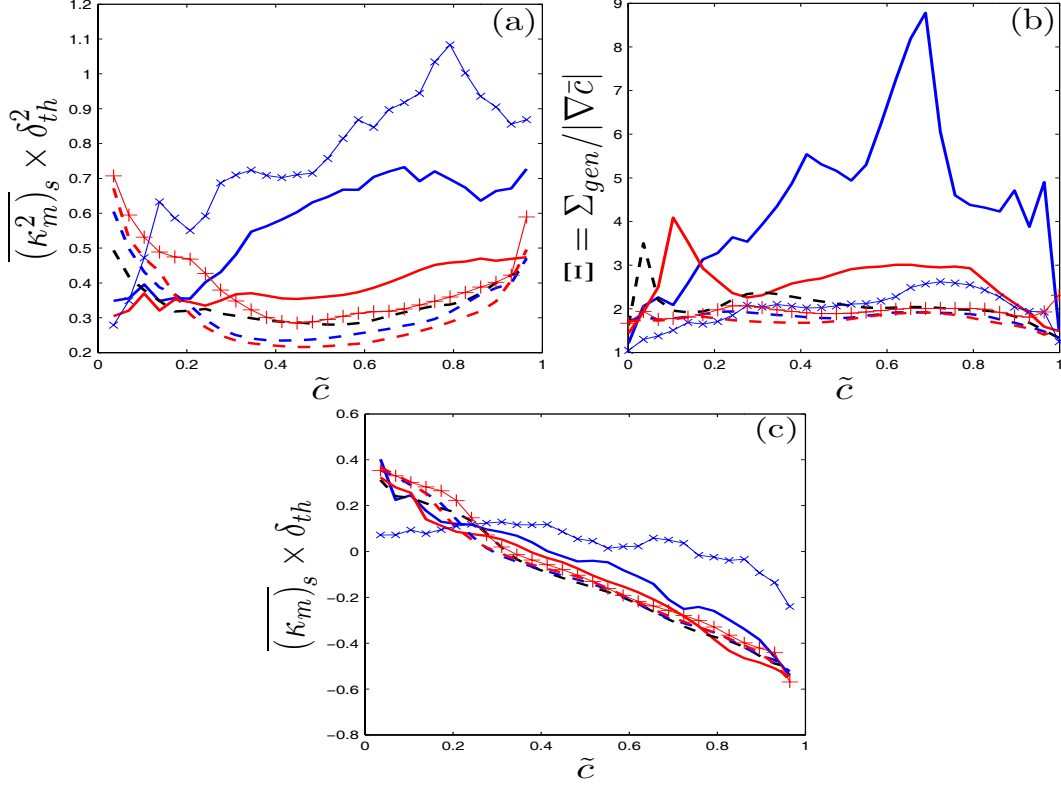 (a)
1.2
1.1
1
0.9
0.8
0.7
0.6
0.5
0.4
0.3
0.2
0 0.2 0.4 0.6 0.8 1
$\overline{(\kappa_m^2)}_s \times \delta_{th}^2$
$\tilde{c}$
(b)
9
8
7
6
5
4
3
2
1
0 0.2 0.4 0.6 0.8 1
$\Xi \equiv \Sigma_{gen}/|\nabla \bar{c}|$
$\tilde{c}$
(c)
0.6
0.4
0.2
0
−0.2
−0.4
−0.6
−0.8
0 0.2 0.4 0.6 0.8 1
$\overline{(\kappa_m)}_s \times \delta_{th}$
$\tilde{c}$